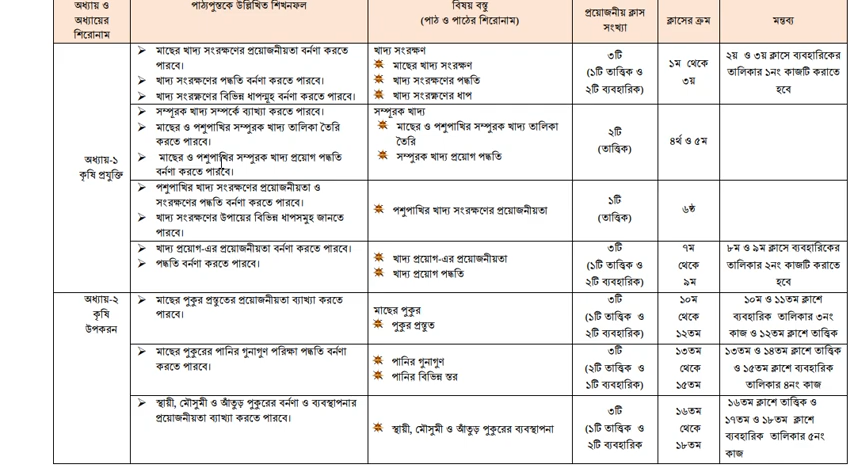 অধ্যায় ও
অধ্যায়ের
শিরোনাম
পাঠ্যপুস্তকে উল্লিখিত শিখনফল
বিষয় বস্তু
(পাঠ ও পাঠের শিরোনাম)
প্রয়োজনীয় ক্লাস
সংখ্যা
ক্লাসের ক্রম
মন্তব্য
অধ্যায়-১
কৃষি প্রযুক্তি
মাছের খাদ্য সংরক্ষণের প্রয়োজনীয়তা বর্ননা করতে
পারবে।
খাদ্য সংরক্ষণের পদ্ধতি বর্ননা করতে পারবে।
খাদ্য সংরক্ষণের বিভিন্ন ধাপসমূহ বর্ননা করতে পারবে।
খাদ্য সংরক্ষণ
মাছের খাদ্য সংরক্ষণ
খাদ্য সংরক্ষণের পদ্ধতি
খাদ্য সংরক্ষণের ধাপ
৩টি
(১টি তাত্ত্বিক ও
২টি ব্যবহারিক)
১ম থেকে
৩য়
২য় ও ৩য় ক্লাসে ব্যবহারিকের
তালিকার ১নং কাজটি করাতে
হবে
সম্পূরক খাদ্য সম্পর্কে ব্যাখ্যা করতে পারবে।
মাছের ও পশুপাখির সম্পুরক খাদ্য তালিকা তৈরি
করতে পারবে।
মাছের ও পশুপাখির সম্পুরক খাদ্য প্রয়োগ পদ্ধতি
বর্ণনা করতে পারবে।
সম্পূরক খাদ্য
মাছের ও পশুপাখির সম্পুরক খাদ্য তালিকা
তৈরি
সম্পুরক খাদ্য প্রয়োগ পদ্ধতি
২টি
(তাত্ত্বিক)
৪র্থ ও ৫ম
পশুপাখির খাদ্য সংরক্ষণের প্রয়োজনীয়তা ও
সংরক্ষণের পদ্ধতি বর্ননা করতে পারবে।
খাদ্য সংরক্ষণের উপায়ের বিভিন্ন ধাপসমুহ জানতে
পারবে।
পশুপাখির খাদ্য সংরক্ষণের প্রয়োজনীয়তা
১টি
(তাত্ত্বিক)
৬ষ্ঠ
খাদ্য প্রয়োগ-এর প্রয়োজনীয়তা বর্ননা করতে পারবে।
পদ্ধতি বর্ননা করতে পারবে।
খাদ্য প্রয়োগ-এর প্রয়োজনীয়তা
খাদ্য প্রয়োগ পদ্ধতি
৩টি
(১টি তাত্ত্বিক ও
২টি ব্যবহারিক)
৭ম
থেকে
৯ম
৮ম ও ৯ম ক্লাসে ব্যবহারিকের
তালিকার ২নং কাজটি করাতে
হবে
অধ্যায়-২
কৃষি
উপকরন
মাছের পুকুর প্রস্তুতের প্রয়োজনীয়তা ব্যাখ্যা করতে
পারবে।
মাছের পুকুর
পুকুর প্রস্তুত
৩টি
(১টি তাত্ত্বিক ও
২টি ব্যবহারিক)
১০ম
থেকে
১২তম
১০ম ও ১১তম ক্লাশে
ব্যবহারিক তালিকার ৩নং
কাজ ও ১২তম ক্লাশে তাত্ত্বিক
মাছের পুকুরের পানির গুনাগুণ পরিক্ষা পদ্ধতি বর্ণনা
করতে পারবে।
পানির গুনাগুণ
পানির বিভিন্ন স্তর
৩টি
(২টি তাত্ত্বিক ও
১টি ব্যবহারিক)
১৩তম
থেকে
১৫তম
১৩তম ও ১৪তম ক্লাশে তাত্ত্বিক
ও ১৫তম ক্লাশে ব্যবহারিক
তালিকার ৪নং কাজ
স্থায়ী, মৌসুমী ও আঁতুড় পুকুরের বর্ণনা ও ব্যবস্থাপনার
প্রয়োজনীয়তা ব্যাখ্যা করতে পারবে।
স্থায়ী, মৌসুমী ও আঁতুড় পুকুরের ব্যবস্থাপনা
৩টি
(১টি তাত্ত্বিক ও
২টি ব্যবহারিক
১৬তম
থেকে
১৮তম
১৬তম ক্লাশে তাত্ত্বিক ও
১৭তম ও ১৮তম ক্লাশে
ব্যবহারিক তালিকার ৫নং
কাজ